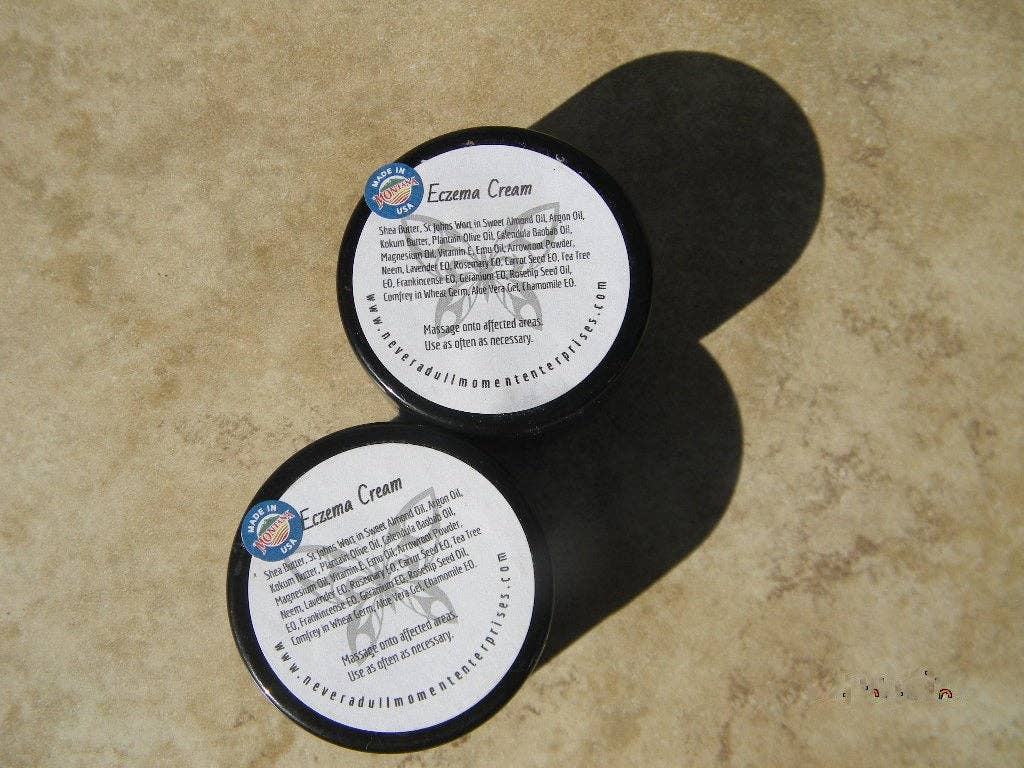 MADE IN
MONTANA
USA
Eczema Cream
Shea Butter, St Johns Wort in Sweet Almond Oil, Argon Oil,
Kokum Butter, Plantain Olive Oil, Calendula Baobab Oil,
Magnesium Oil, Vitamin E, Emu Oil, Arrowroot Powder,
Neem, Lavender EO, Rosemary EO, Carrot Seed EO, Tea Tree
EO, Frankincense EO, Geranium EO, Rosehip Seed Oil,
Comfrey in Wheat Germ, Aloe Vera Gel, Chamomile EO.
Massage onto affected areas.
Use as often as necessary.
www.neveradullmomententerprises.com
MADE IN
MONTANA
USA
Eczema Cream
Shea Butter, St Johns Wort in Sweet Almond Oil, Argon Oil,
Kokum Butter, Plantain Olive Oil, Calendula Baobab Oil,
Magnesium Oil, Vitamin E, Emu Oil, Arrowroot Powder,
Neem, Lavender EO, Rosemary EO, Carrot Seed EO, Tea Tree
EO, Frankincense EO, Geranium EO, Rosehip Seed Oil,
Comfrey in Wheat Germ, Aloe Vera Gel, Chamomile EO.
Massage onto affected areas.
Use as often as necessary.
www.neveradullmomententerprises.com